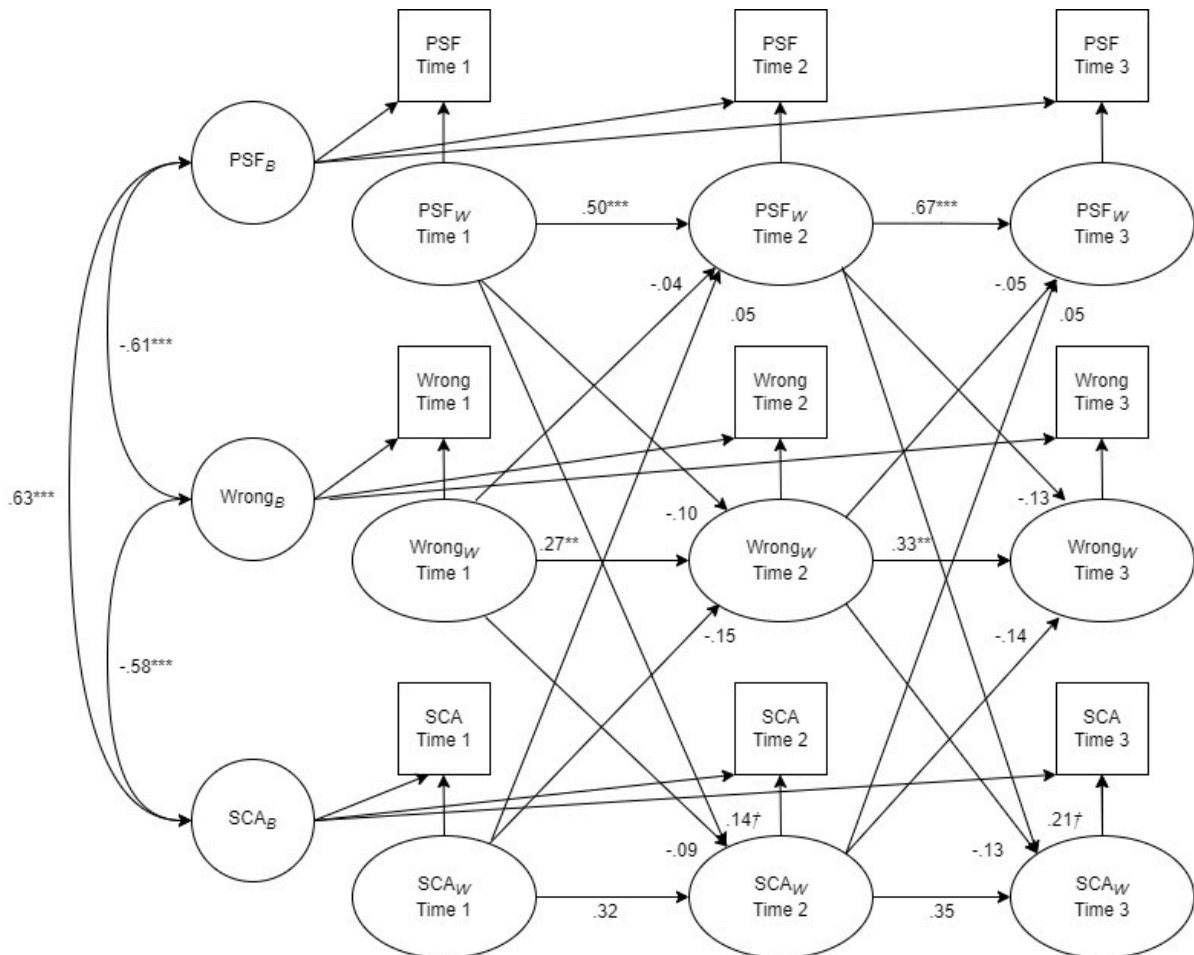 PSF
Time 1
PSF
Time 2
PSF
Time 3
PSF_B
PSF_W
Time 1
.50***
PSF_W
Time 2
.67***
PSF_W
Time 3
-.04
.05
-.05
.05
-.61***
Wrong
Time 1
Wrong
Time 2
Wrong
Time 3
.63***
Wrong_B
-.10
-.13
Wrong_W
Time 1
.27**
Wrong_W
Time 2
.33**
Wrong_W
Time 3
-.15
-.14
-.58***
SCA
Time 1
SCA
Time 2
SCA
Time 3
SCA_B
.14†
.21†
-.09
-.13
SCA_W
Time 1
.32
SCA_W
Time 2
.35
SCA_W
Time 3